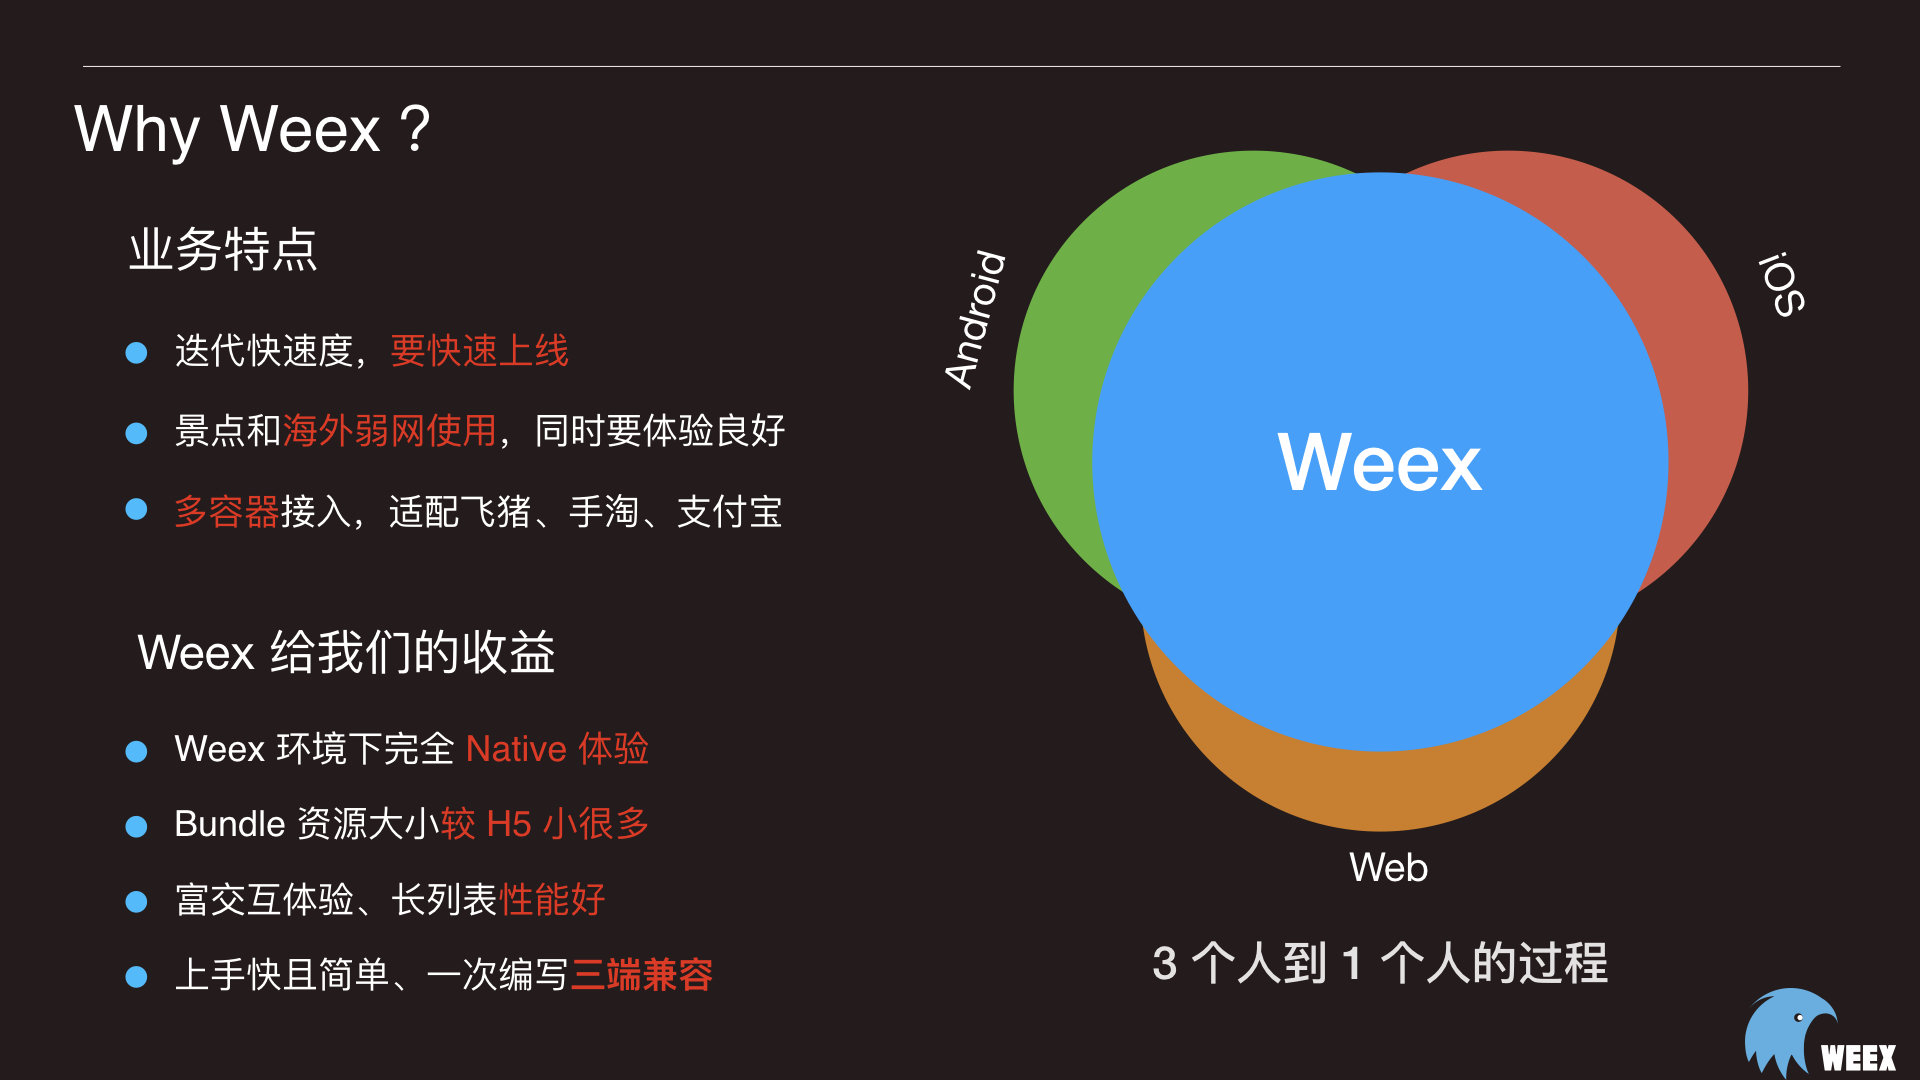 Why Weex ?
业务特点
迭代快速度，要快速上线
景点和海外弱网使用，同时要体验良好
多容器接入，适配飞猪、手淘、支付宝
Weex 给我们的收益
Weex 环境下完全 Native 体验
Bundle 资源大小较 H5 小很多
富交互体验、长列表性能好
上手快且简单、一次编写三端兼容
Android
iOS
Weex
Web
3 个人到 1 个人的过程
WEEX